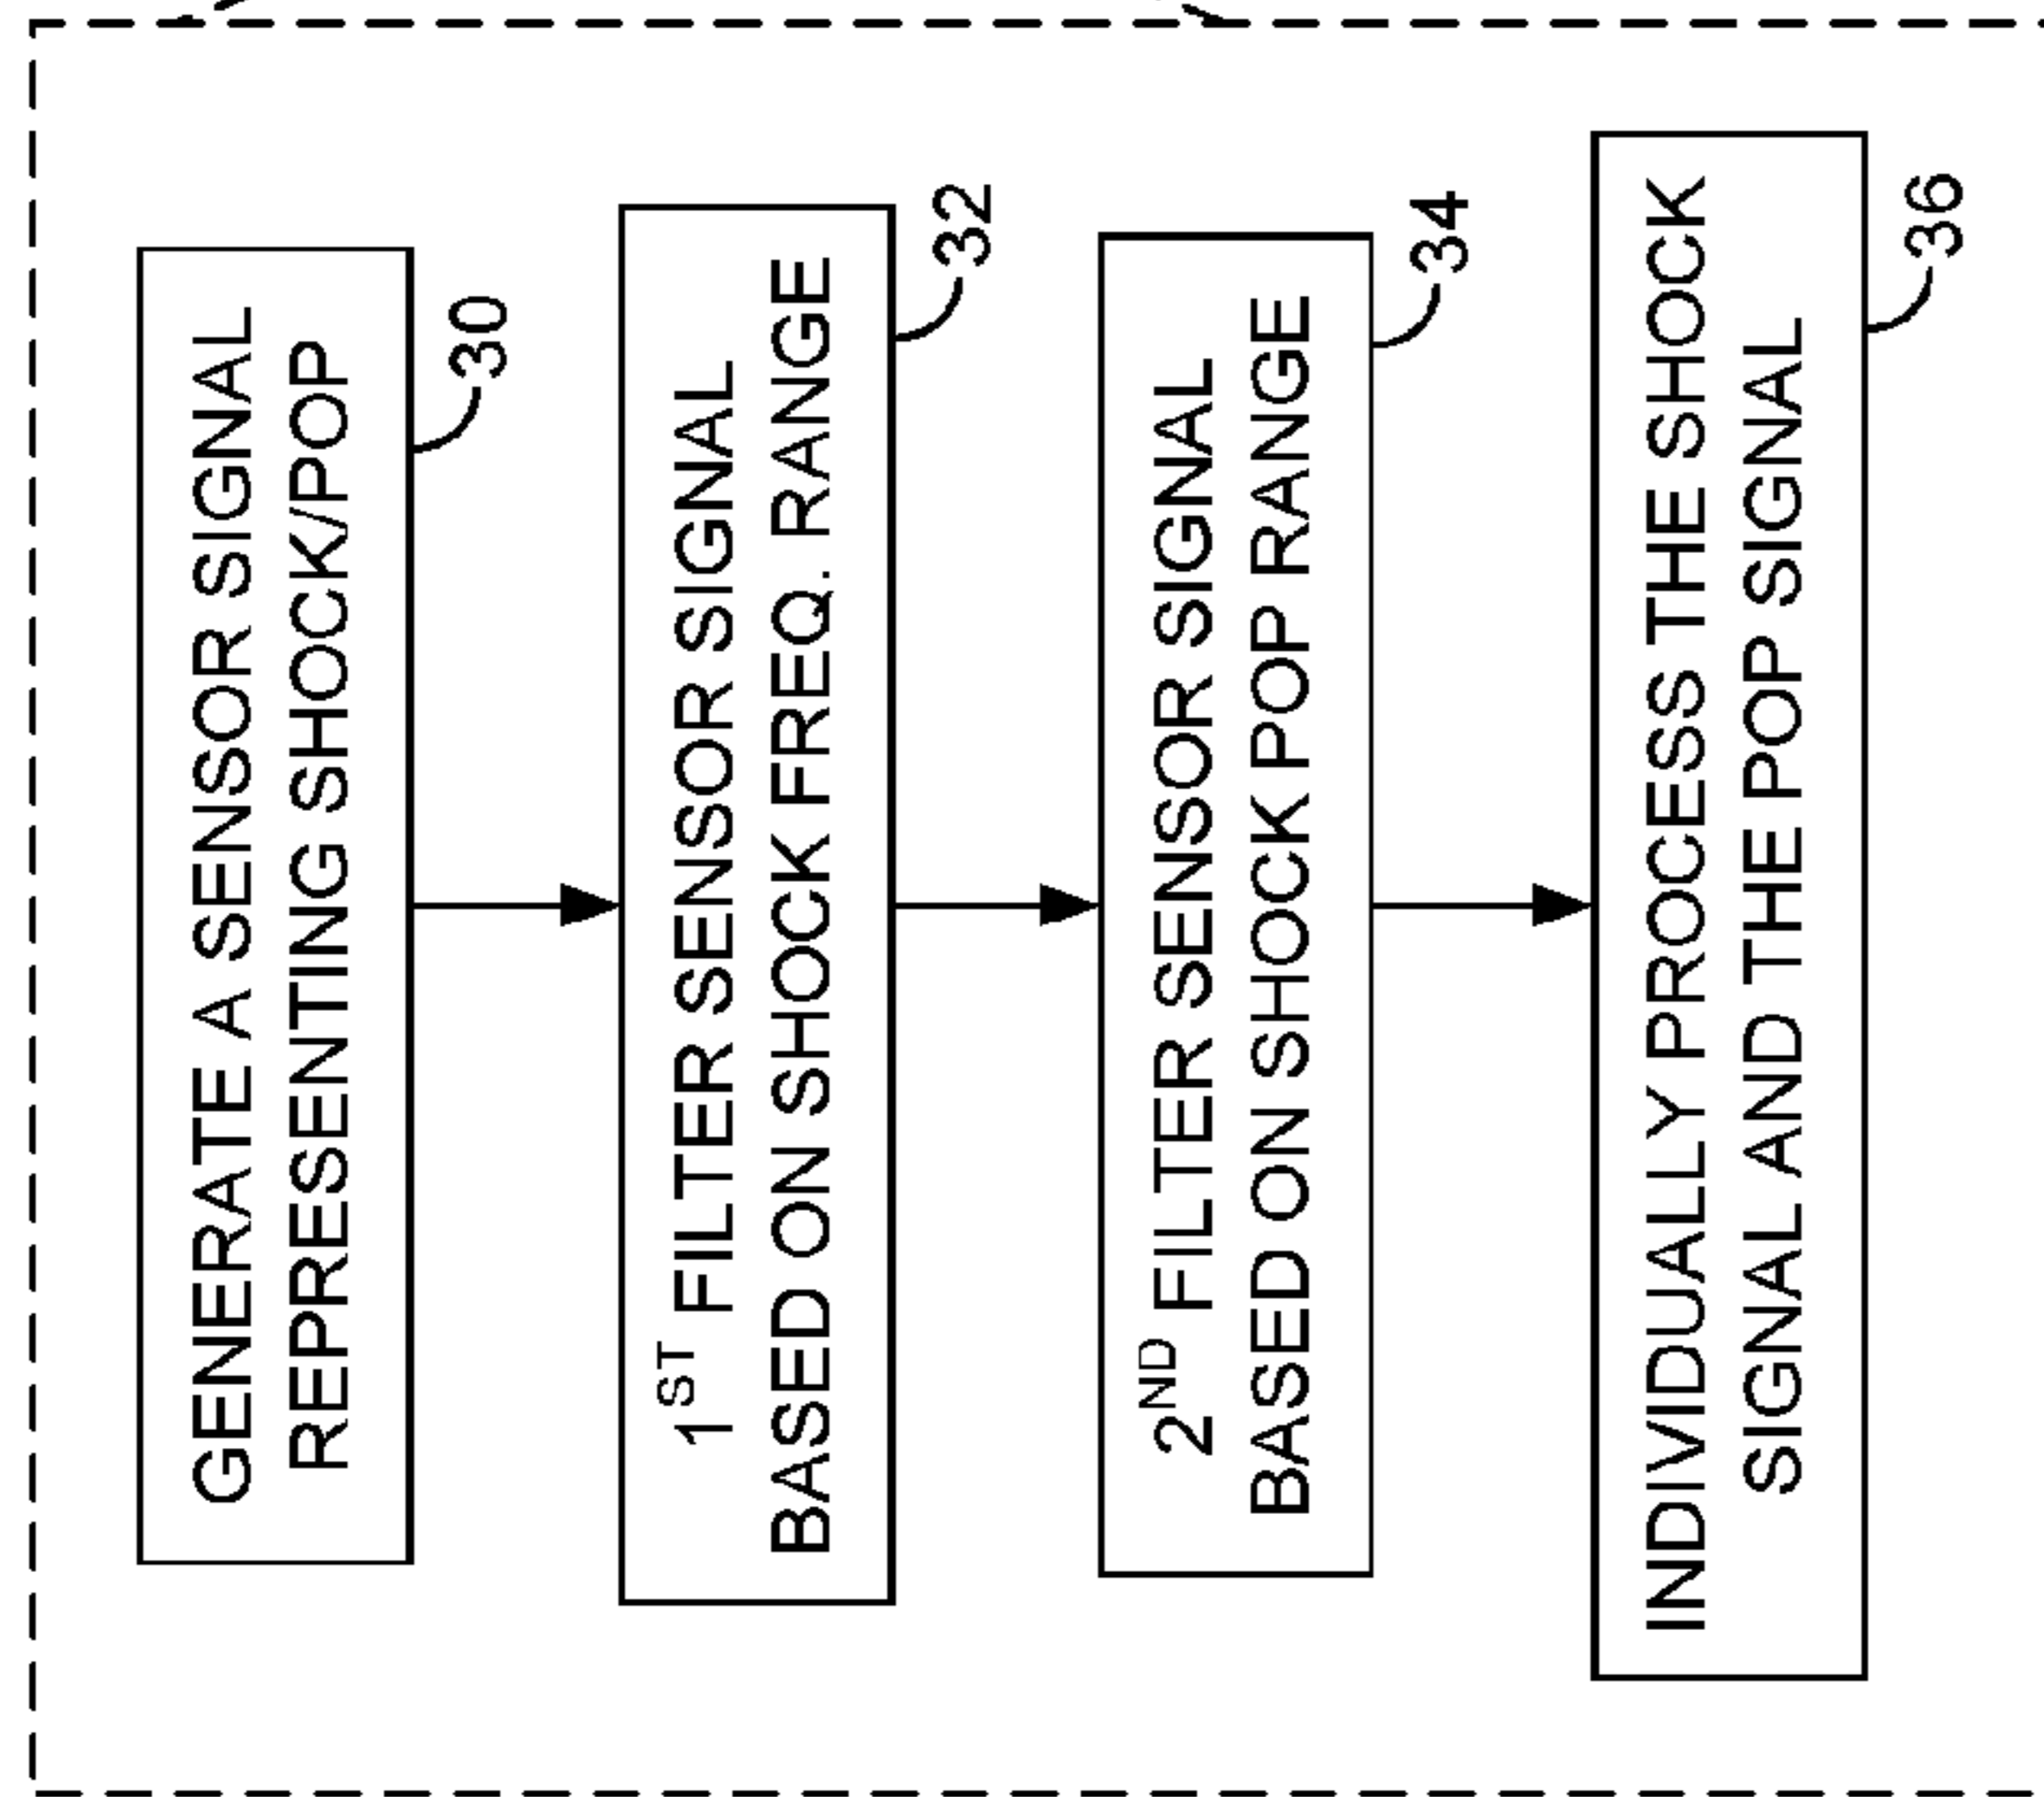 GENERATE A SENSOR SIGNAL
REPRESENTING SHOCK/POP
30
1ST FILTER SENSOR SIGNAL
BASED ON SHOCK FREQ. RANGE
32
2ND FILTER SENSOR SIGNAL
BASED ON SHOCK POP RANGE
34
INDIVIDUALLY PROCESS THE SHOCK
SIGNAL AND THE POP SIGNAL
36